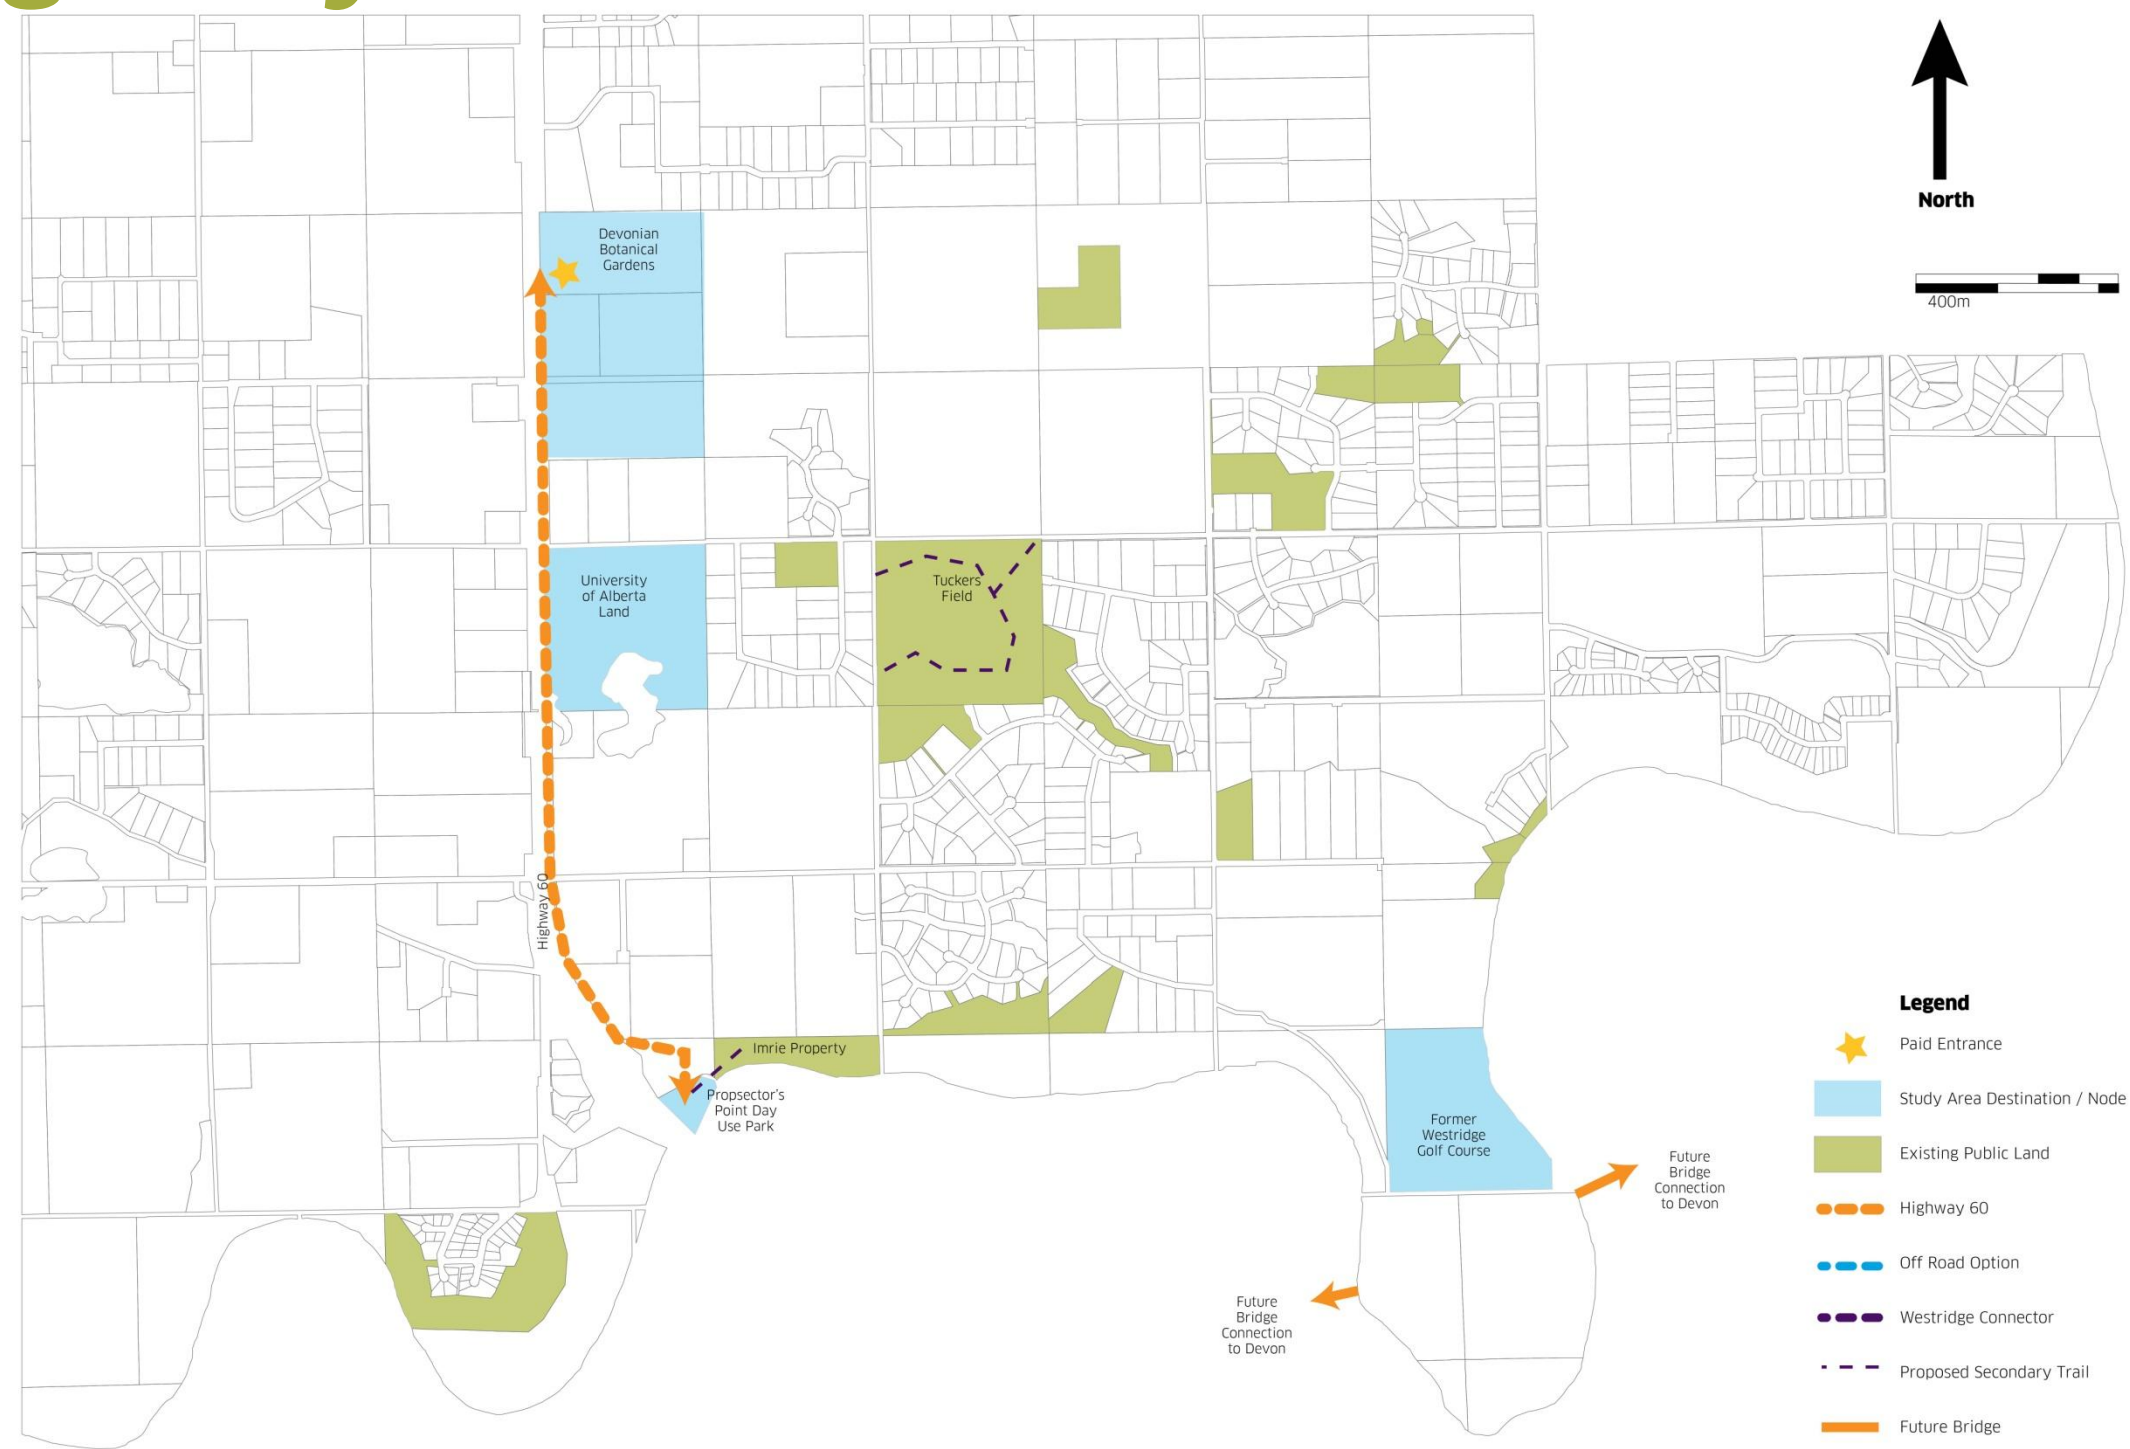 North
400m
Devonian
Botanical
Gardens
University
of Alberta
Land
Tuckers
Field
Highway 60
Imrie Property
Propsector's
Point Day
Use Park
Former
Westridge
Golf Course
Future
Bridge
Connection
to Devon
Future
Bridge
Connection
to Devon
Legend
Paid Entrance
Study Area Destination / Node
Existing Public Land
Highway 60
Off Road Option
Westridge Connector
Proposed Secondary Trail
Future Bridge